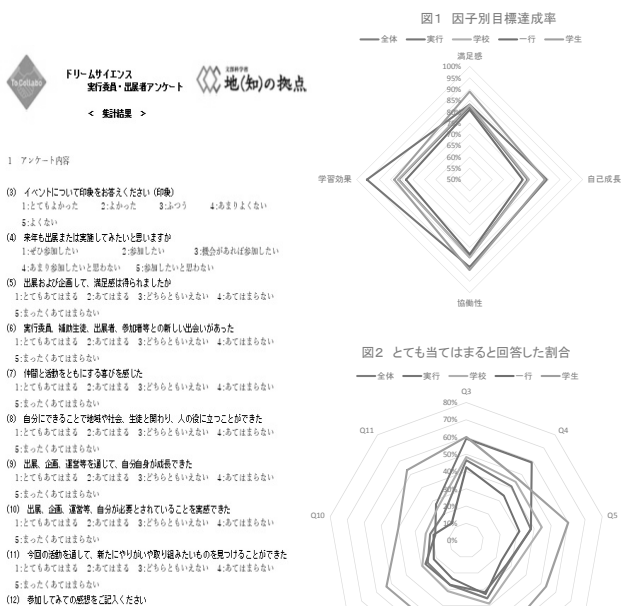 To Collabo
ドリームサイエンス
実行委員・出展者アンケート
文部科学省
地(知)の拠点
< 集計結果 >
1 アンケート内容
(3) イベントについて印象をお答えください (印象)
1:とてもよかった 2:よかった 3:ふつう 4:あまりよくない
5:よくない
(4) 来年も出展または実施してみたいと思いますか
1:ぜひ参加したい 2:参加したい 3:機会があれば参加したい
4:あまり参加したいと思わない 5:参加したいと思わない
(5) 出展および企画して、満足感は得られましたか
1:とてもあてはまる 2:あてはまる 3:どちらともいえない 4:あてはまらない
5:まったくあてはまらない
(6) 実行委員、補助生徒、出展者、参加者等との新しい出会いがあった
1:とてもあてはまる 2:あてはまる 3:どちらともいえない 4:あてはまらない
5:まったくあてはまらない
(7) 仲間と活動をともにする喜びを感じた
1:とてもあてはまる 2:あてはまる 3:どちらともいえない 4:あてはまらない
5:まったくあてはまらない
(8) 自分にできることで地域や社会、生徒と関わり、人の役に立つことができた
1:とてもあてはまる 2:あてはまる 3:どちらともいえない 4:あてはまらない
5:まったくあてはまらない
(9) 出展、企画、運営等を通じて、自分自身が成長できた
1:とてもあてはまる 2:あてはまる 3:どちらともいえない 4:あてはまらない
5:まったくあてはまらない
(10) 出展、企画、運営等、自分が必要とされていることを実感できた
1:とてもあてはまる 2:あてはまる 3:どちらともいえない 4:あてはまらない
5:まったくあてはまらない
(11) 今回の活動を通して、新たにやりがいや取り組みたいものを見つけることができた
1:とてもあてはまる 2:あてはまる 3:どちらともいえない 4:あてはまらない
5:まったくあてはまらない
(12) 参加してみての感想をご記入ください
図1 因子別目標達成率
全体 実行 学校 一行 学生
満足感
100%
95%
90%
85%
80%
75%
70%
65%
60%
55%
50%
学習効果
自己成長
協働性
図2 とても当てはまると回答した割合
全体 実行 学校 一行 学生
Q3
80%
70%
60%
50%
40%
30%
20%
10%
0%
Q11
Q4
Q10
Q5